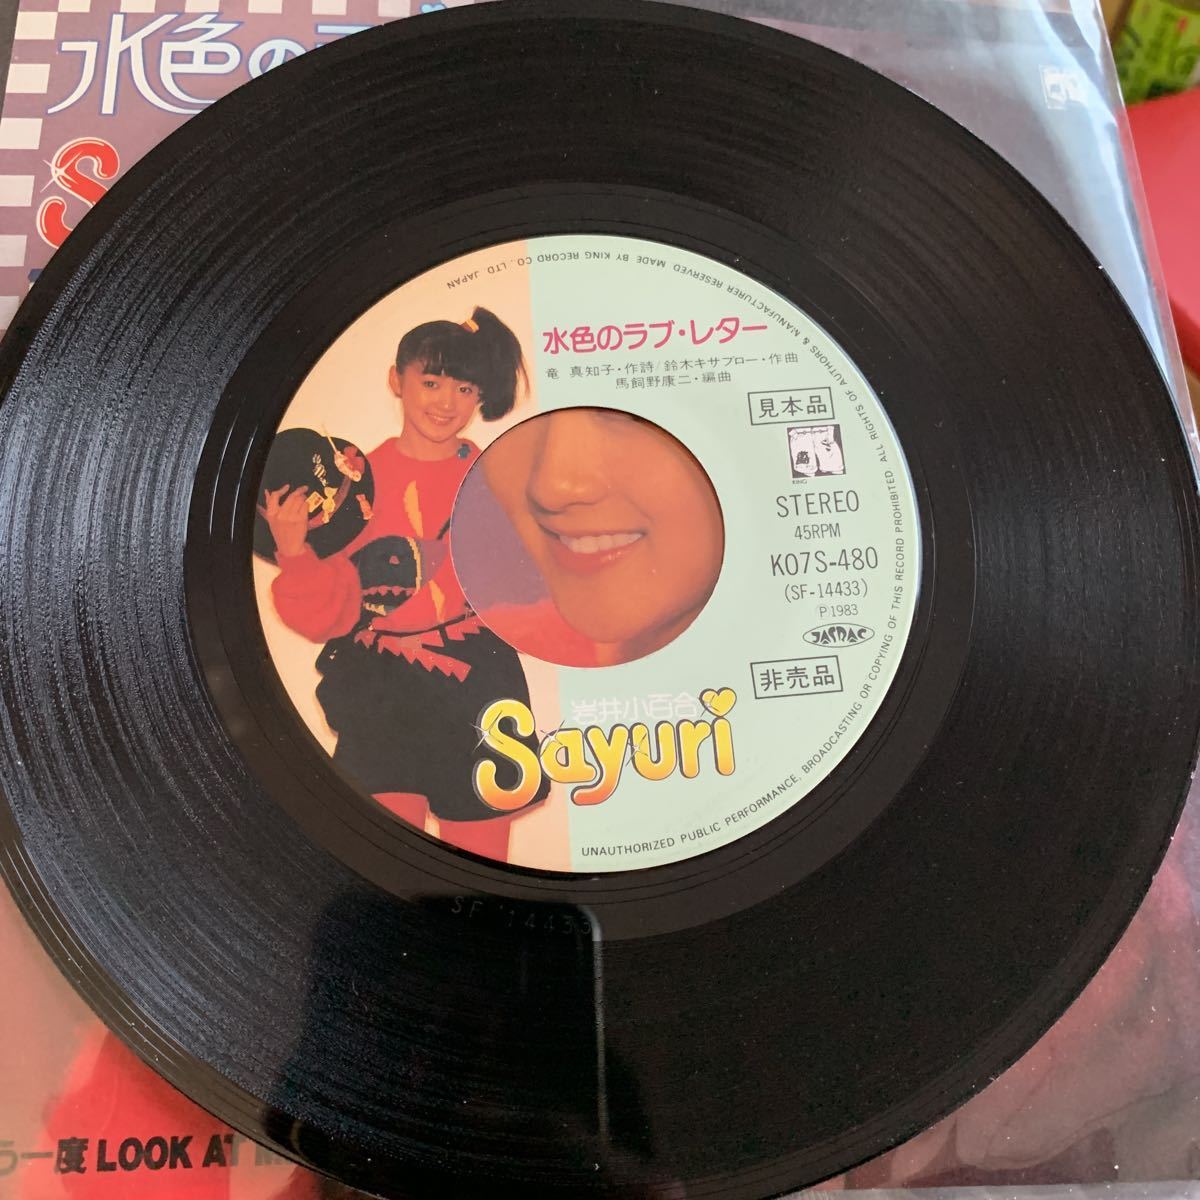 水色の
S
MADE BY KING RECORD CO., LTD. JAPAN
ALL RIGHTS OF AUTHORS & MANUFACTURER RESERVED
水色のラブ・レター
竜 真知子・作詩/鈴木キサブロー・作曲
馬飼野康二・編曲
見本品
KING
STEREO
45RPM
K07S-480
(SF-14433)
Ⓟ1983
JASRAC
非売品
岩井小百合
Sayuri
UNAUTHORIZED PUBLIC PERFORMANCE, BROADCASTING OR COPYING OF THIS RECORD PROHIBITED
SF 14433
う一度 LOOK AT